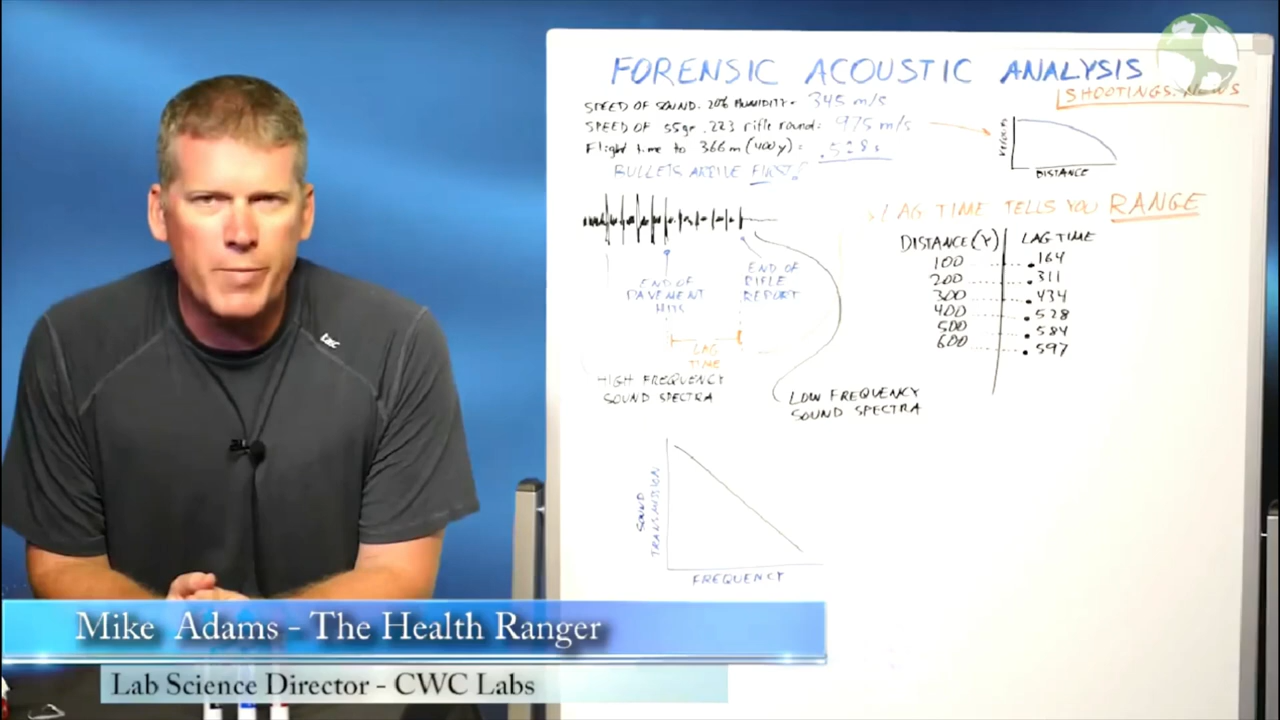 FORENSIC ACOUSTIC ANALYSIS
SHOOTINGS.NEWS
SPEED OF SOUND. 20% HUMIDITY = 345 m/s
SPEED OF 55gr .223 rifle round: 975 m/s
Flight time to 366m (400y) = .528s
BULLETS ARRIVE FIRST!
VELOCITY
DISTANCE
LAG TIME TELLS YOU RANGE
DISTANCE (Y) LAG TIME
100 .164
200 .311
300 .434
400 .528
500 .584
600 .597
END OF
PAVEMENT
HITS
END OF
RIFLE
REPORT
LAG
TIME
HIGH FREQUENCY
SOUND SPECTRA
LOW FREQUENCY
SOUND SPECTRA
SOUND
TRANSMISSION
FREQUENCY
Mike Adams - The Health Ranger
Lab Science Director - CWC Labs